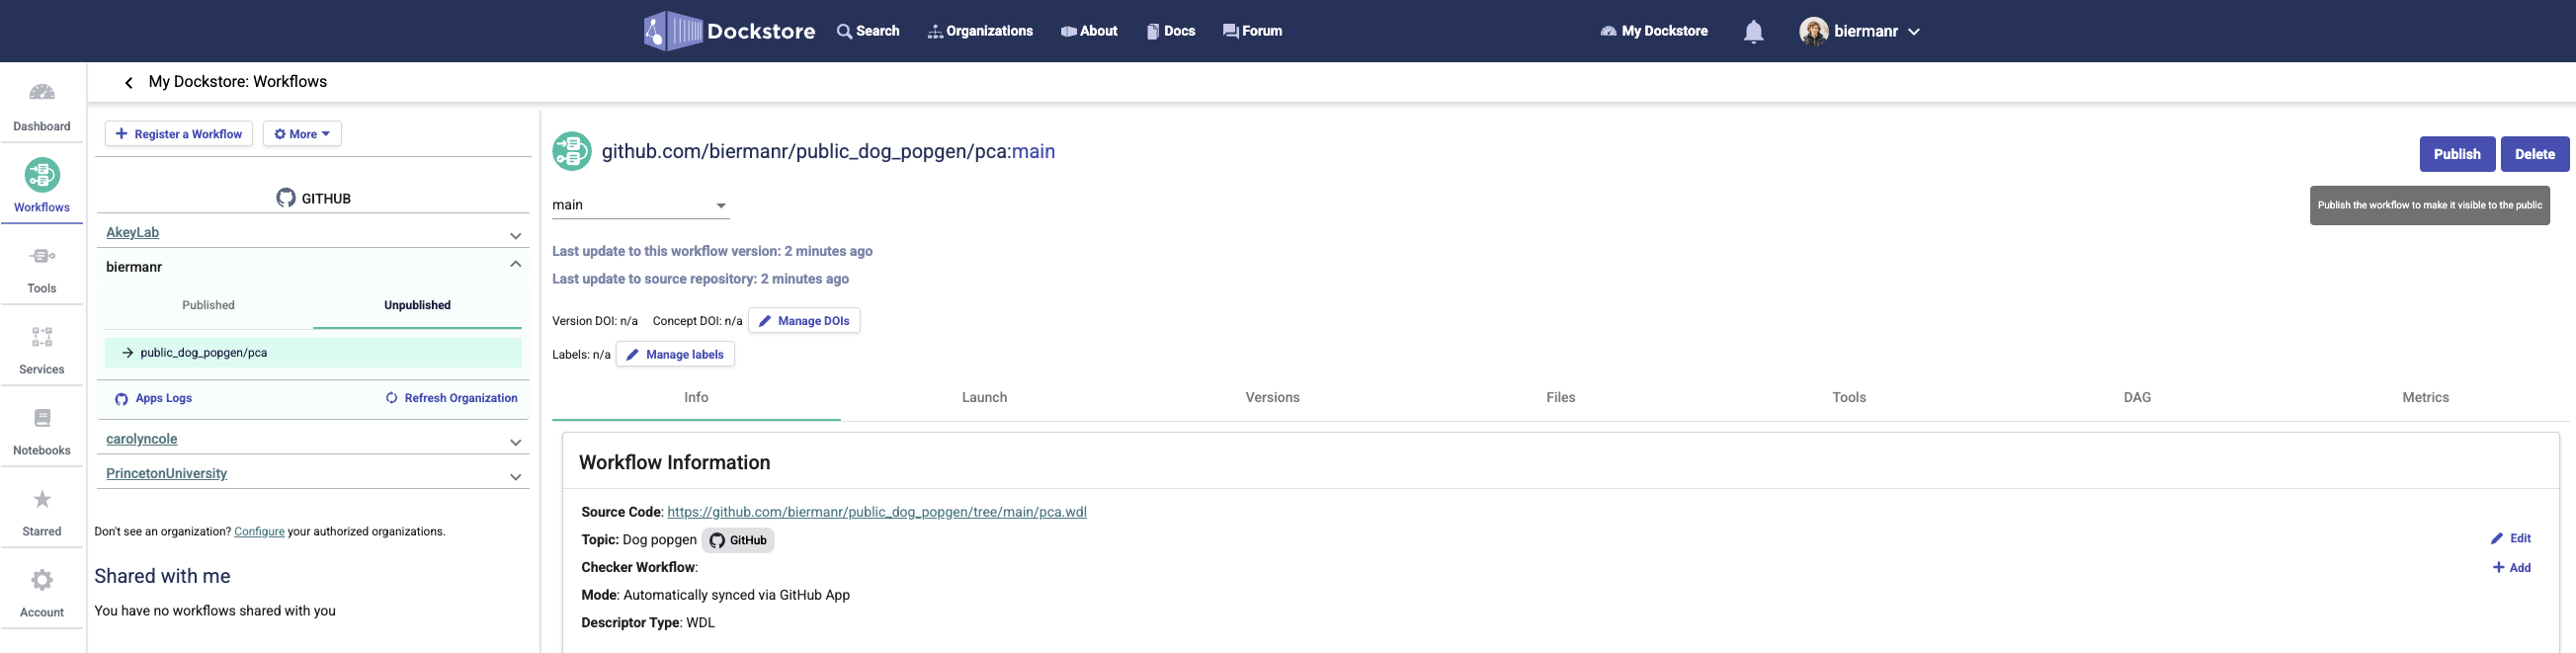 Dockstore Search Organizations About Docs Forum My Dockstore biermanr
My Dockstore: Workflows
Dashboard
Workflows
Tools
Services
Notebooks
Starred
Account
Register a Workflow More
GITHUB
AkeyLab
biermanr
Published Unpublished
public_dog_popgen/pca
Apps Logs Refresh Organization
carolyncole
PrincetonUniversity
Don't see an organization? Configure your authorized organizations.
Shared with me
You have no workflows shared with you
github.com/biermanr/public_dog_popgen/pca:main
Publish Delete
Publish the workflow to make it visible to the public
main
Last update to this workflow version: 2 minutes ago
Last update to source repository: 2 minutes ago
Version DOI: n/a Concept DOI: n/a Manage DOIs
Labels: n/a Manage labels
Info Launch Versions Files Tools DAG Metrics
Workflow Information
Source Code: https://github.com/biermanr/public_dog_popgen/tree/main/pca.wdl
Topic: Dog popgen GitHub Edit
Checker Workflow: Add
Mode: Automatically synced via GitHub App
Descriptor Type: WDL